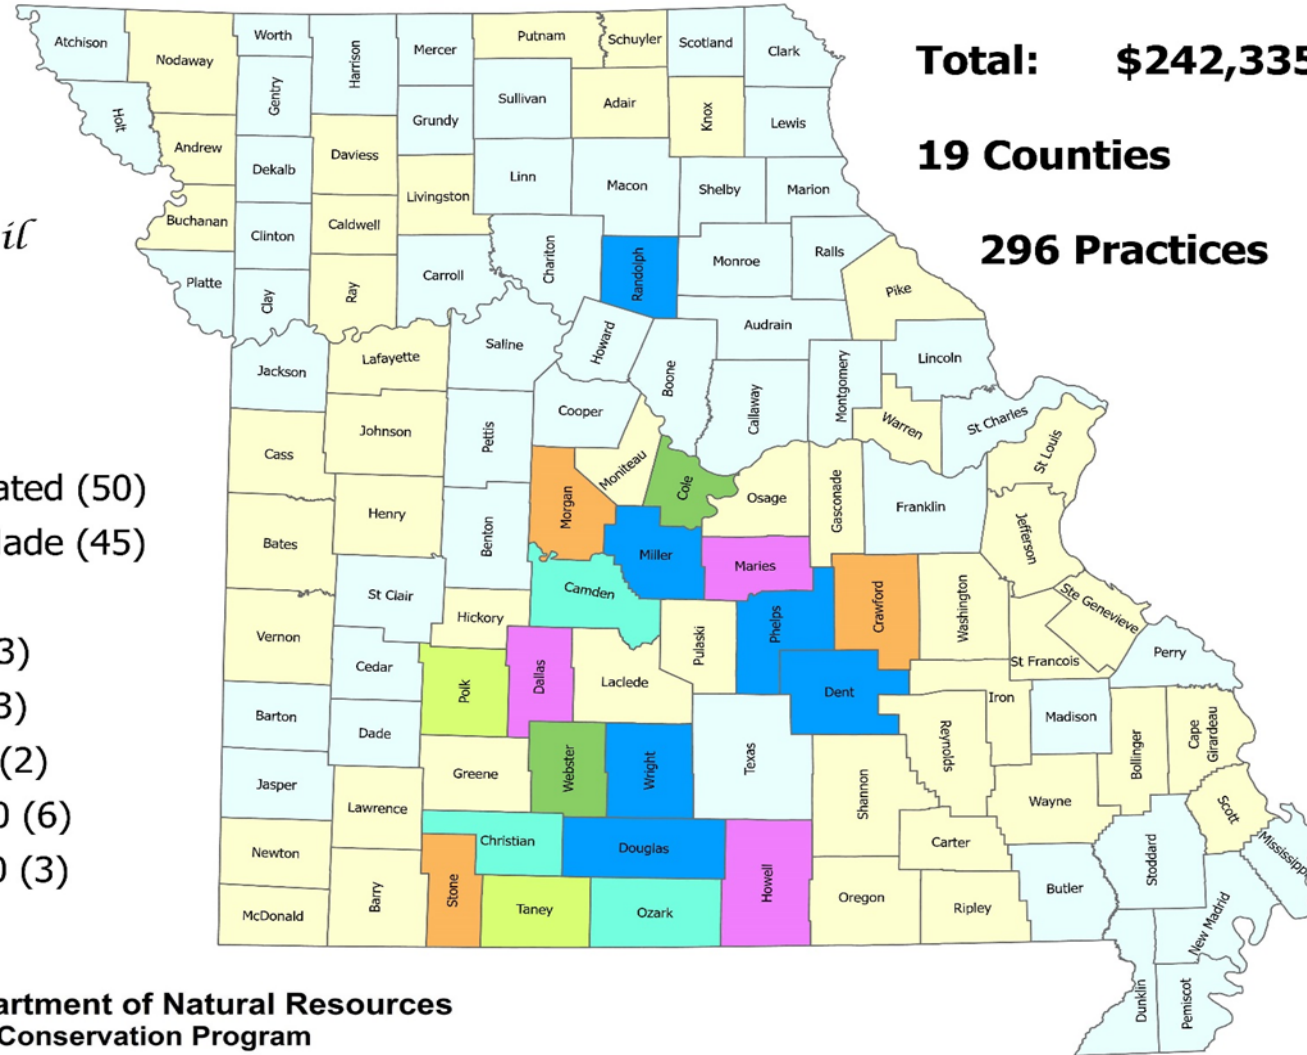 Total: $242,335
19 Counties
296 Practices
il
ated (50)
lade (45)
3)
3)
(2)
0 (6)
0 (3)
Atchison
Nodaway
Worth
Harrison
Mercer
Putnam
Schuyler
Scotland
Clark
Holt
Gentry
Sullivan
Adair
Knox
Lewis
Andrew
Dekalb
Daviess
Grundy
Livingston
Linn
Macon
Shelby
Marion
Buchanan
Clinton
Caldwell
Chariton
Randolph
Monroe
Ralls
Platte
Clay
Ray
Carroll
Pike
Audrain
Jackson
Lafayette
Saline
Howard
Boone
Callaway
Montgomery
Lincoln
Warren
St Charles
St Louis
Cass
Johnson
Pettis
Cooper
Moniteau
Cole
Osage
Gasconade
Franklin
Jefferson
Bates
Henry
Benton
Morgan
Miller
Maries
Camden
Phelps
Crawford
Washington
Ste Genevieve
St Francois
Perry
Vernon
St Clair
Hickory
Pulaski
Dent
Iron
Cedar
Polk
Dallas
Laclede
Reynolds
Madison
Bollinger
Cape
Girardeau
Barton
Dade
Greene
Webster
Wright
Texas
Shannon
Wayne
Scott
Jasper
Lawrence
Christian
Douglas
Howell
Carter
Stoddard
Mississipp
Newton
Barry
Stone
Taney
Ozark
Oregon
Ripley
Butler
New Madrid
McDonald
Dunklin
Pemiscot
artment of Natural Resources
Conservation Program